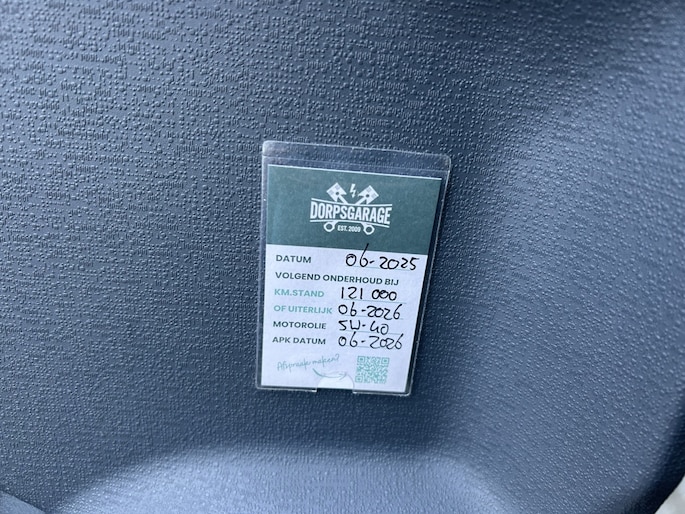 DORPSGARAGE
EST. 2009
DATUM 06-2025
VOLGEND ONDERHOUD BIJ
KM.STAND 121 000
OF UITERLIJK 06-2026
MOTOROLIE 5W-40
APK DATUM 06-2026
Afspraak maken?